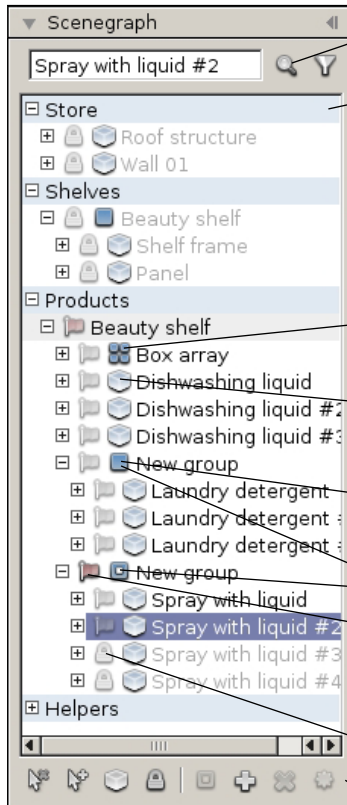 Scenegraph
Spray with liquid #2
Store
Roof structure
Wall 01
Shelves
Beauty shelf
Shelf frame
Panel
Products
Beauty shelf
Box array
Dishwashing liquid
Dishwashing liquid #2
Dishwashing liquid #3
New group
Laundry detergent
Laundry detergent #
Laundry detergent #
New group
Spray with liquid
Spray with liquid #2
Spray with liquid #3
Spray with liquid #4
Helpers